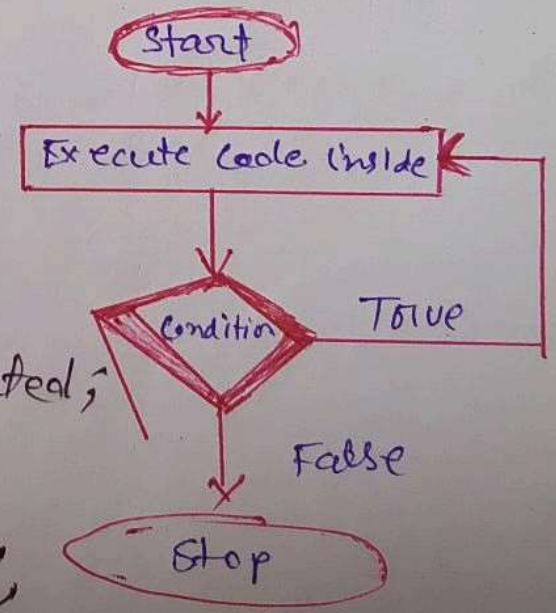 Start
Execute Code inside
Condition
True
False
Stop